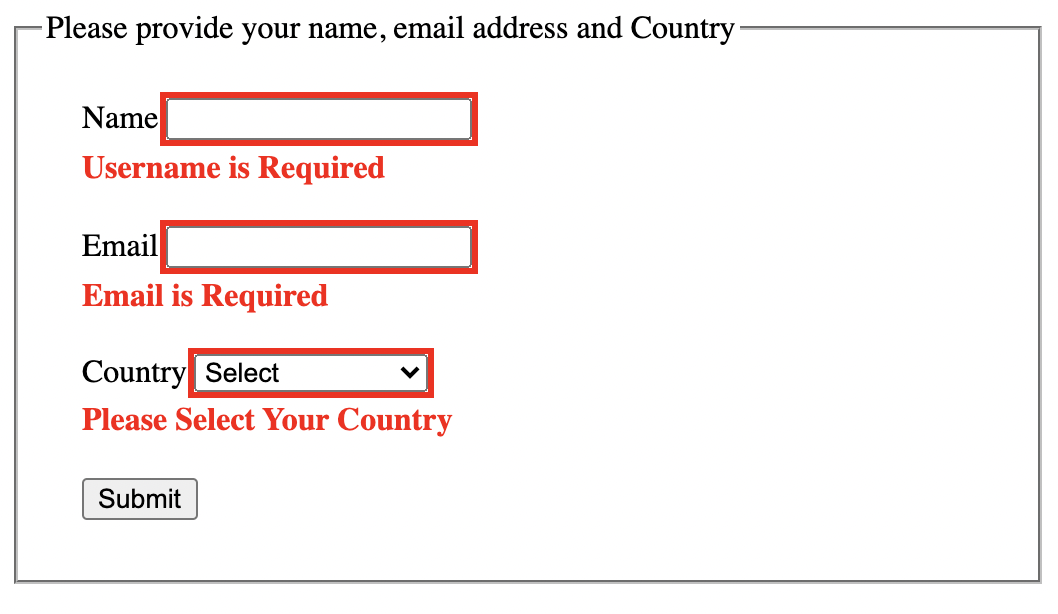 Please provide your name, email address and Country
Name
Username is Required
Email
Email is Required
Country Select
Please Select Your Country
Submit